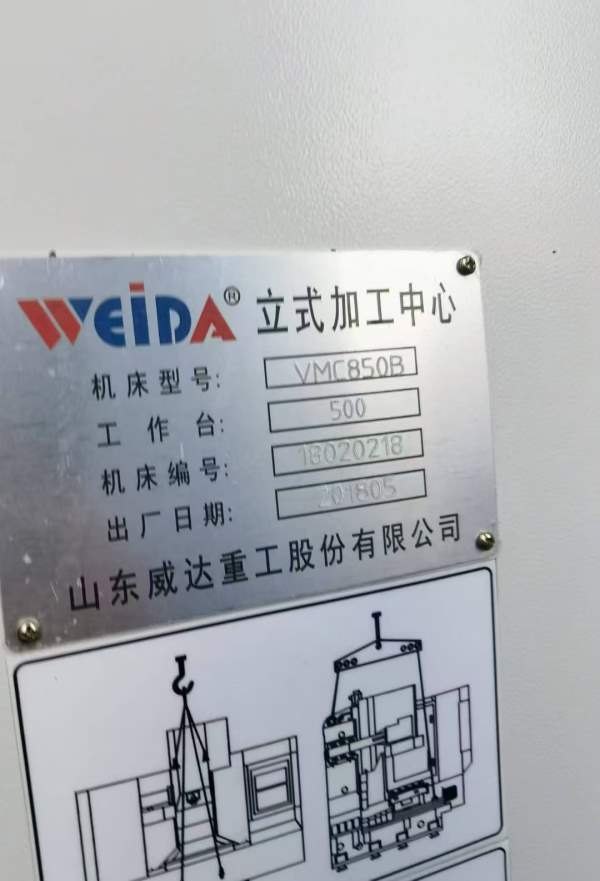 WEIDA® 立式加工中心
机床型号: VMC850B
工作台: 500
机床编号: 18020218
出厂日期: 201805
山东威达重工股份有限公司